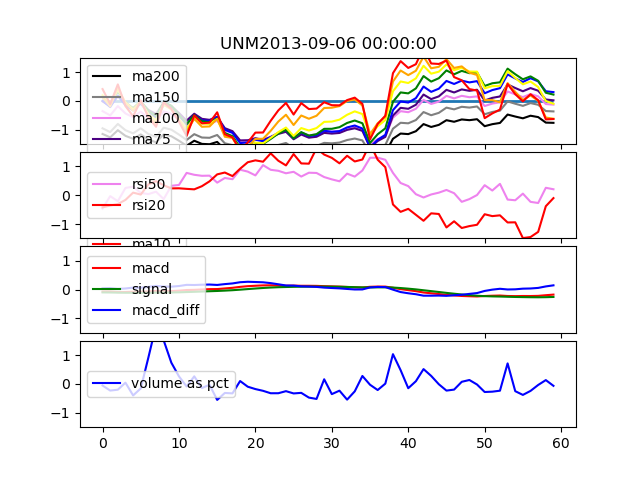 UNM2013-09-06 00:00:00
1
0
−1
ma200
ma150
ma100
ma75
1
0
−1
rsi50
rsi20
ma10
1
0
−1
macd
signal
macd_diff
1
0
−1
volume as pct
0 10 20 30 40 50 60